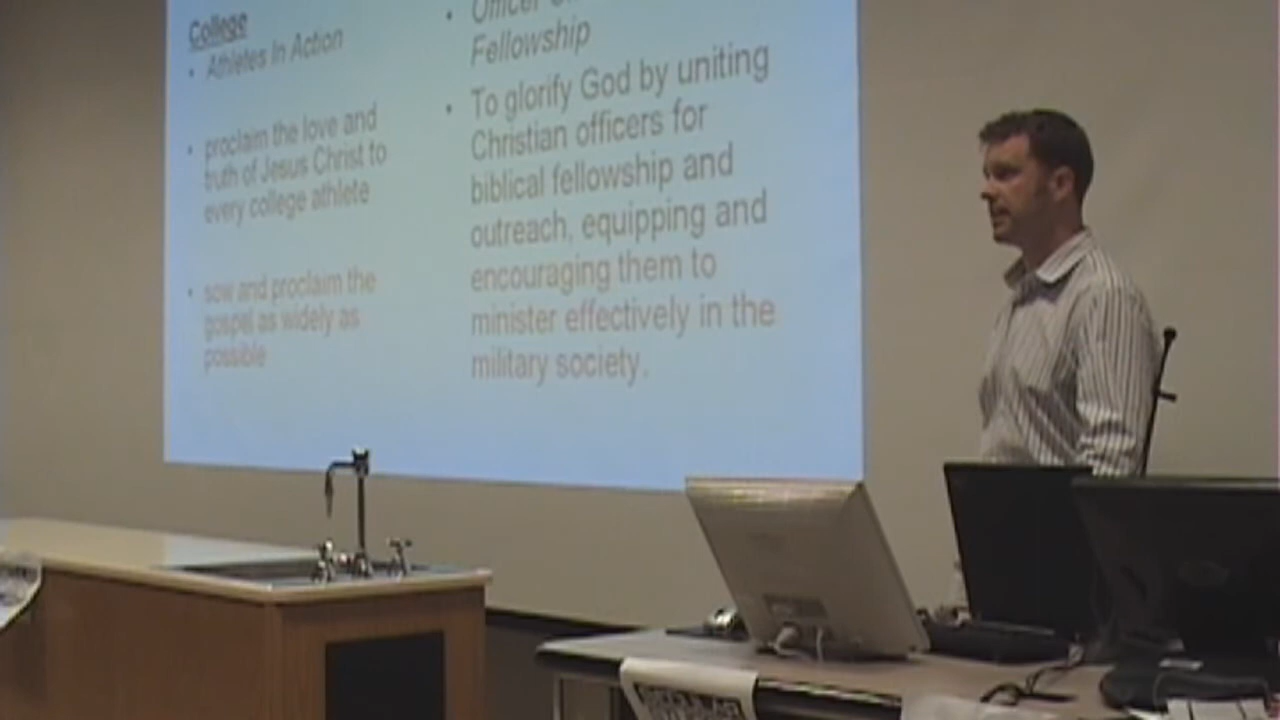 College
• Athletes In Action
• proclaim the love and
truth of Jesus Christ to
every college athlete
• sow and proclaim the
gospel as widely as
possible
• Officer
Fellowship
• To glorify God by uniting
Christian officers for
biblical fellowship and
outreach, equipping and
encouraging them to
minister effectively in the
military society.